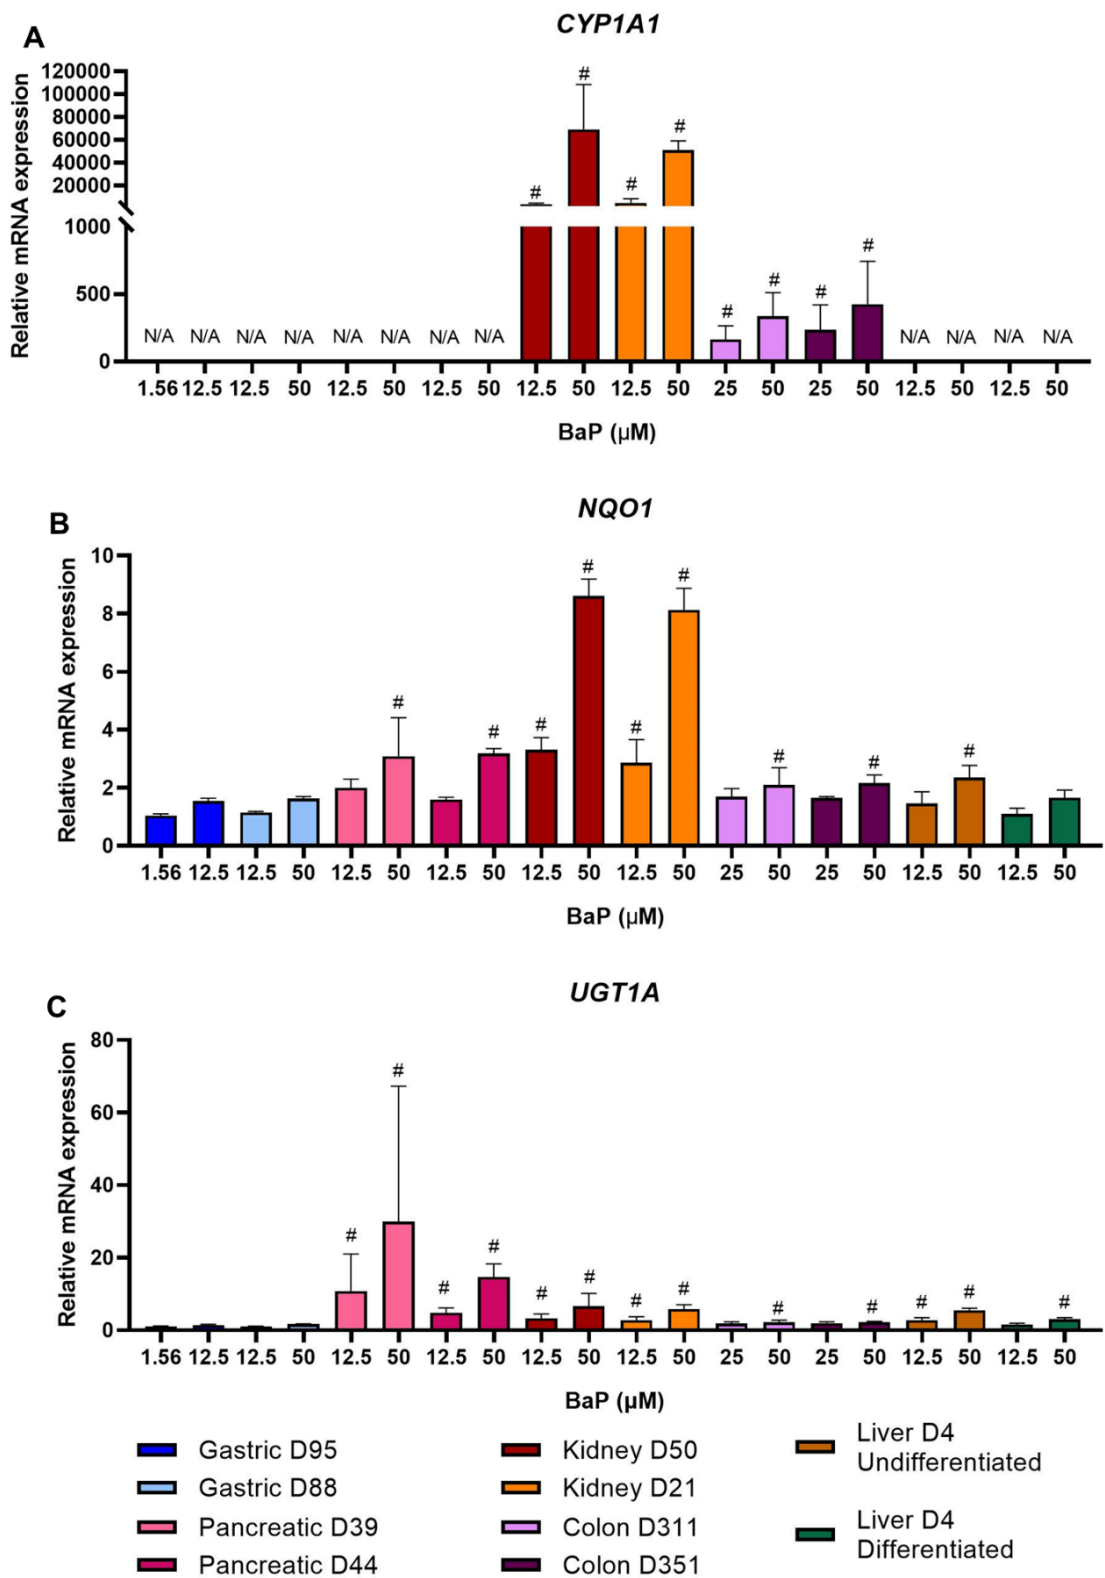 A
CYP1A1
Relative mRNA expression
120000
100000
80000
60000
40000
20000
1000
500
0
# # # # # # # #
N/A N/A N/A N/A N/A N/A N/A N/A N/A N/A N/A N/A
1.56 12.5 12.5 50 12.5 50 12.5 50 12.5 50 12.5 50 25 50 25 50 12.5 50 12.5 50
BaP (µM)
B
NQO1
Relative mRNA expression
10
8
6
4
2
0
# # # # # # # # #
1.56 12.5 12.5 50 12.5 50 12.5 50 12.5 50 12.5 50 25 50 25 50 12.5 50 12.5 50
BaP (µM)
C
UGT1A
Relative mRNA expression
80
60
40
20
0
# # # # # # # # # # # # #
1.56 12.5 12.5 50 12.5 50 12.5 50 12.5 50 12.5 50 25 50 25 50 12.5 50 12.5 50
BaP (µM)
Gastric D95
Gastric D88
Pancreatic D39
Pancreatic D44
Kidney D50
Kidney D21
Colon D311
Colon D351
Liver D4
Undifferentiated
Liver D4
Differentiated